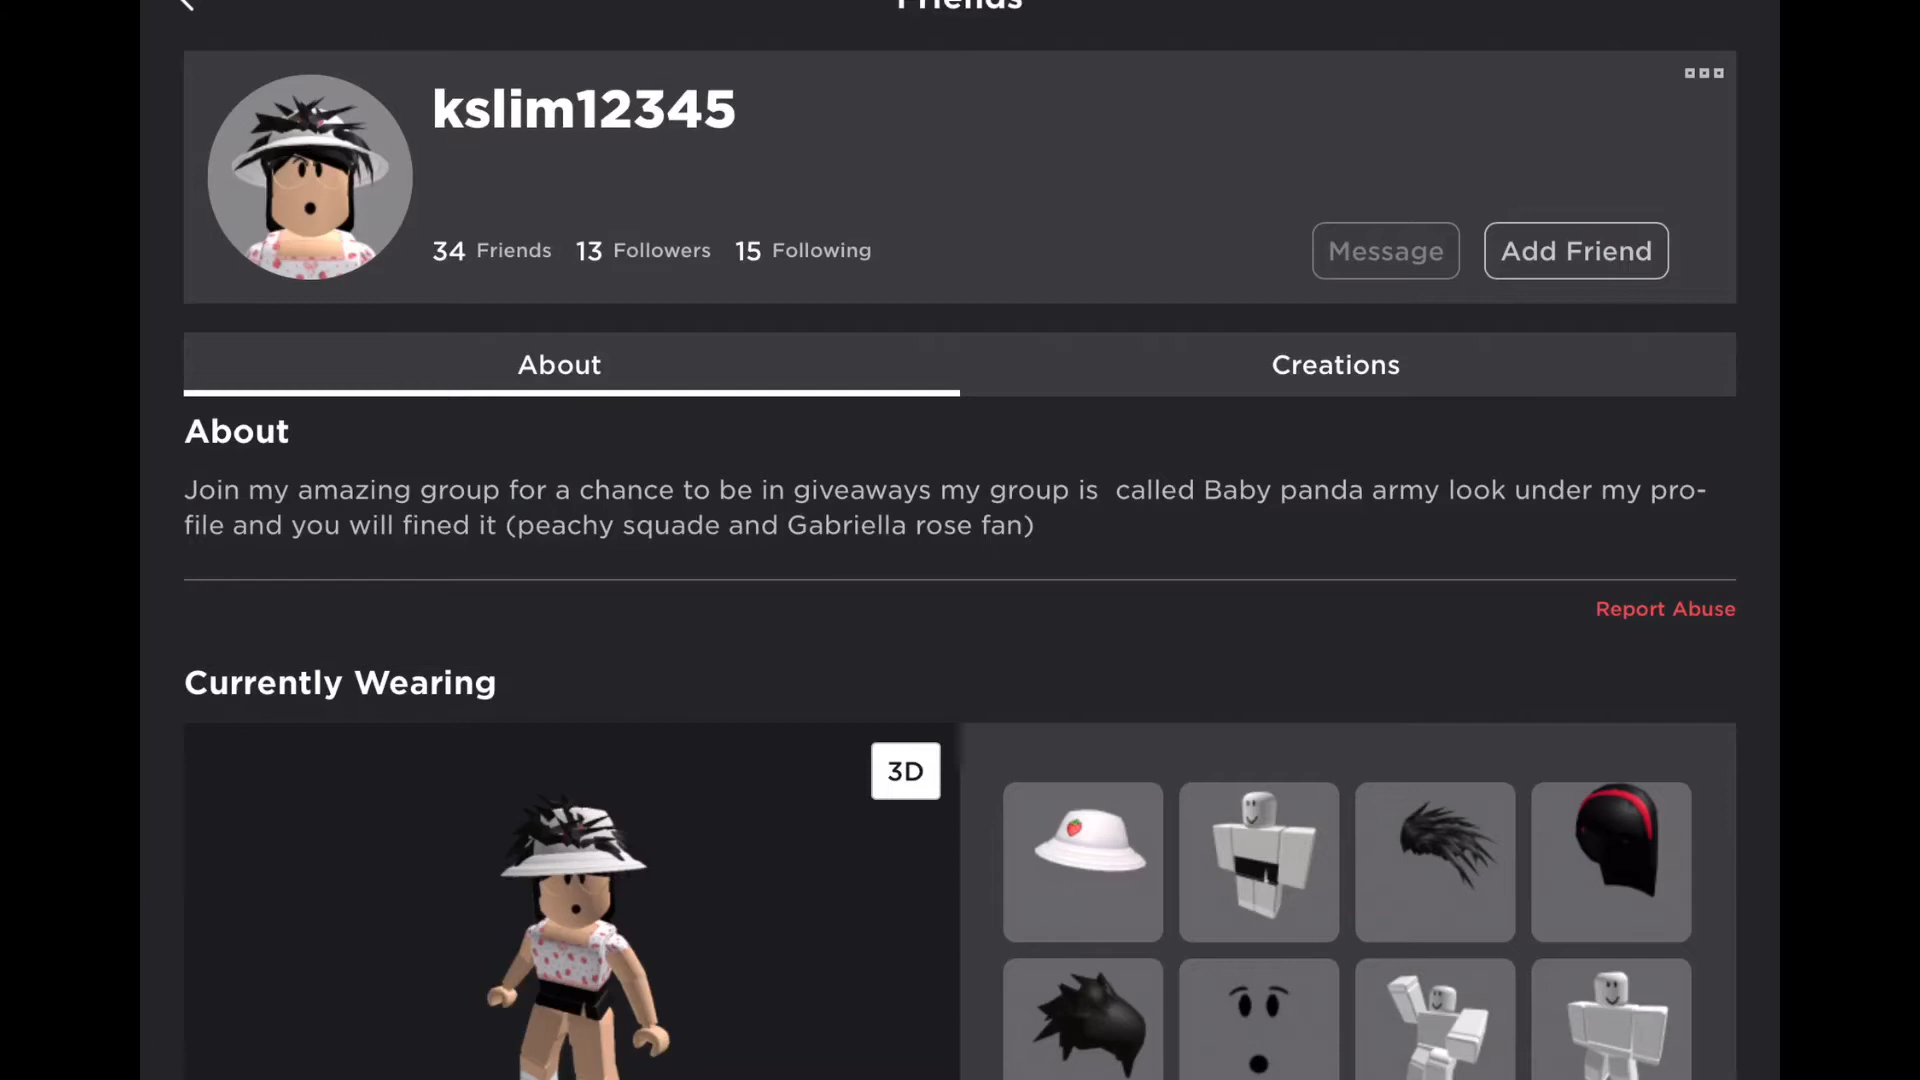 Friends
kslim12345
34 Friends 13 Followers 15 Following
Message Add Friend
About Creations
About
Join my amazing group for a chance to be in giveaways my group is  called Baby panda army look under my pro-
file and you will fined it (peachy squade and Gabriella rose fan)
Report Abuse
Currently Wearing
3D